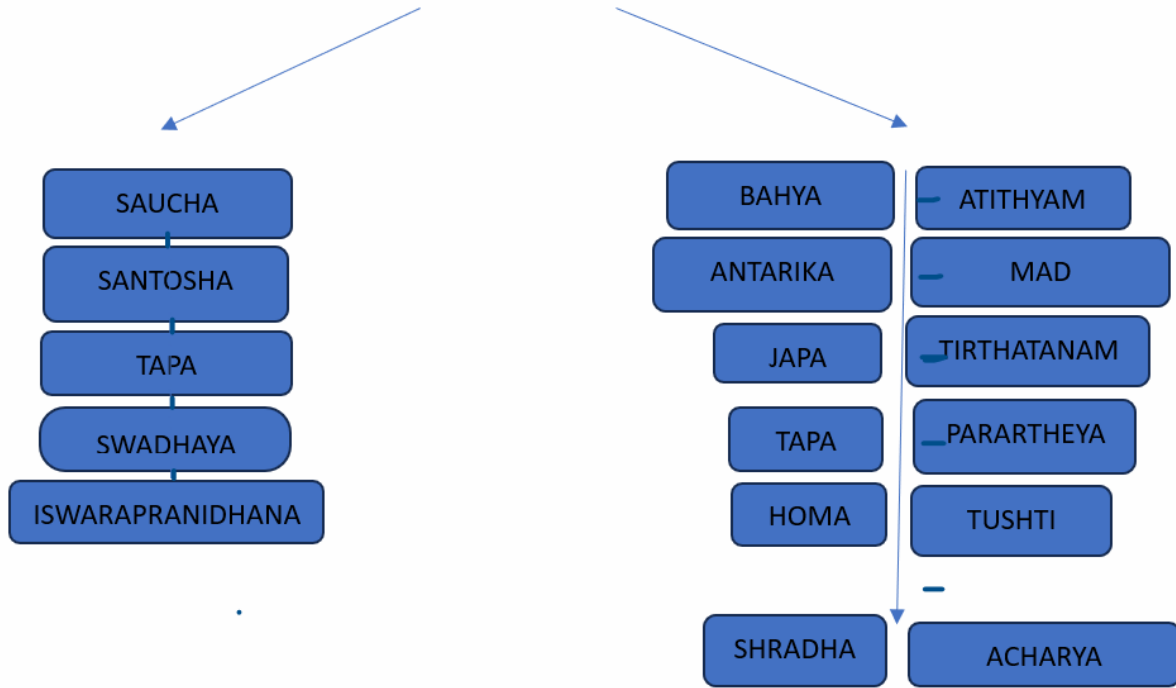 SAUCHA
SANTOSHA
TAPA
SWADHAYA
ISWARAPRANIDHANA
BAHYA
ATITHYAM
ANTARIKA
MAD
JAPA
TIRTHATANAM
TAPA
PARARTHEYA
HOMA
TUSHTI
SHRADHA
ACHARYA